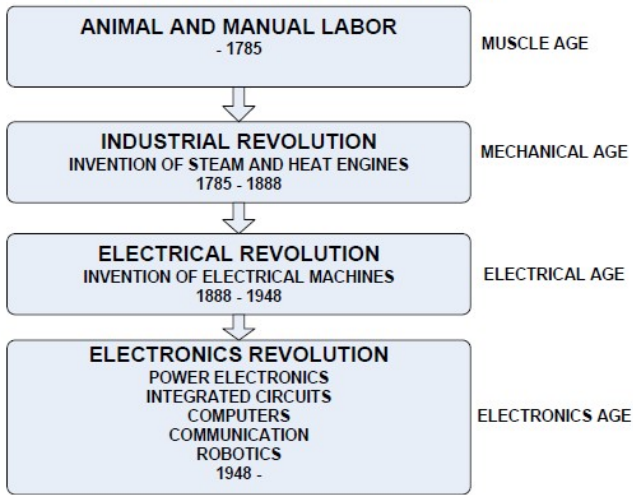 ANIMAL AND MANUAL LABOR
- 1785
MUSCLE AGE
INDUSTRIAL REVOLUTION
INVENTION OF STEAM AND HEAT ENGINES
1785 - 1888
MECHANICAL AGE
ELECTRICAL REVOLUTION
INVENTION OF ELECTRICAL MACHINES
1888 - 1948
ELECTRICAL AGE
ELECTRONICS REVOLUTION
POWER ELECTRONICS
INTEGRATED CIRCUITS
COMPUTERS
COMMUNICATION
ROBOTICS
1948 -
ELECTRONICS AGE